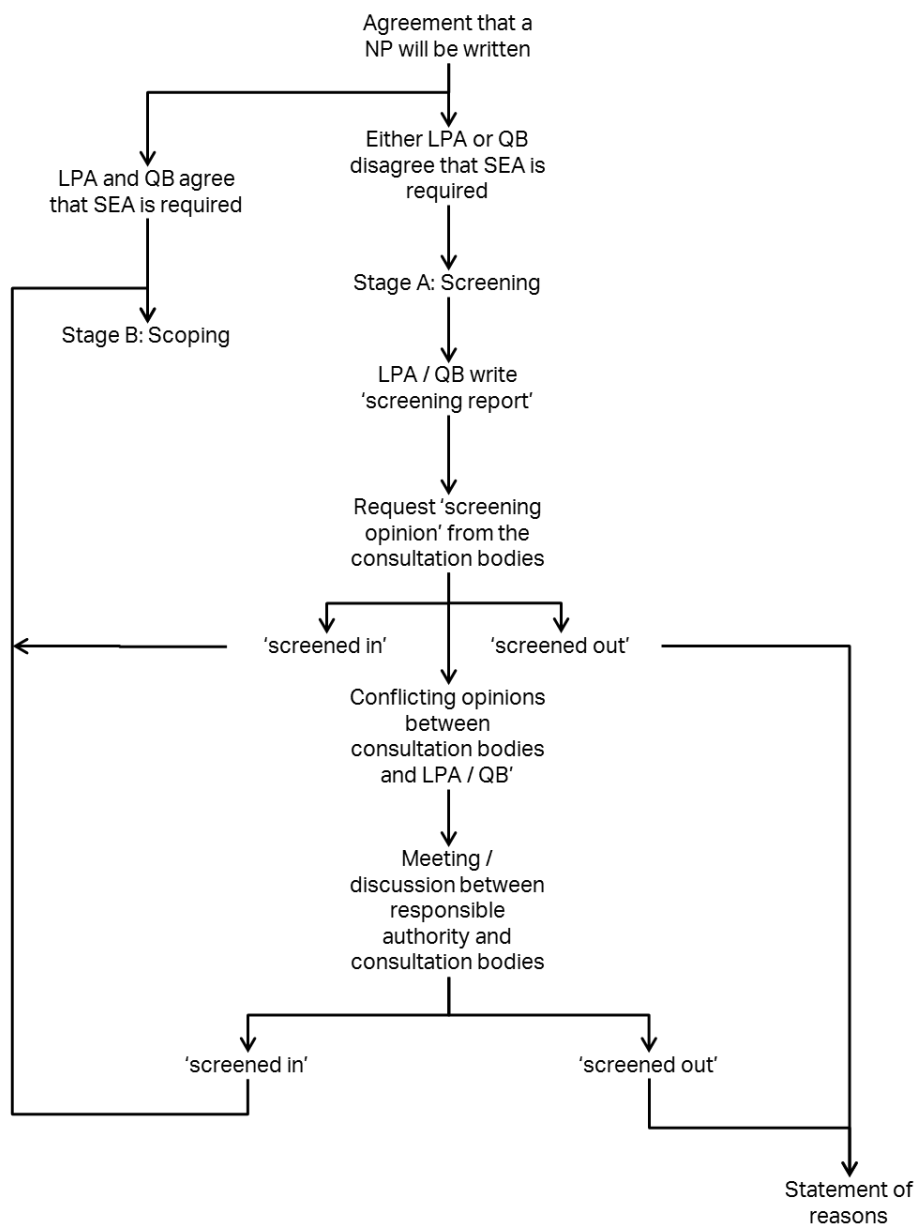 Agreement that a
NP will be written
Either LPA or QB
disagree that SEA is
required
LPA and QB agree
that SEA is required
Stage A: Screening
Stage B: Scoping
LPA / QB write
‘screening report’
Request ‘screening
opinion’ from the
consultation bodies
‘screened in’
‘screened out’
Conflicting opinions
between
consultation bodies
and LPA / QB’
Meeting /
discussion between
responsible
authority and
consultation bodies
‘screened in’
‘screened out’
Statement of
reasons